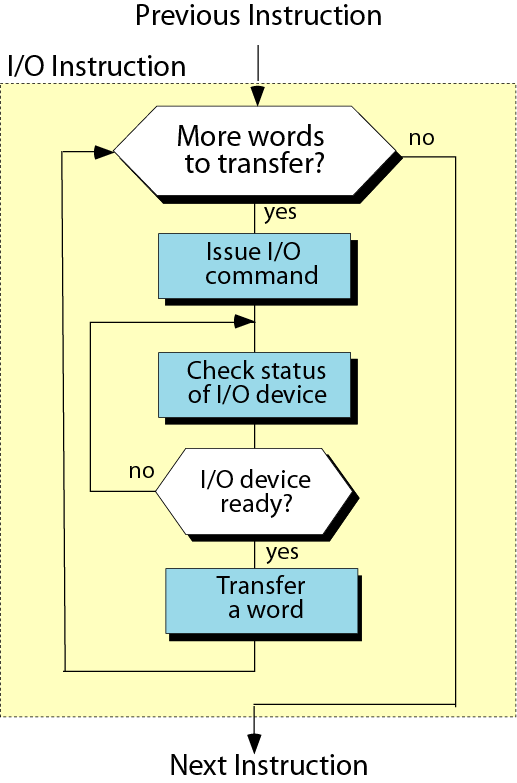 Previous Instruction
I/O Instruction
More words
to transfer?
no
yes
Issue I/O
command
Check status
of I/O device
no
I/O device
ready?
yes
Transfer
a word
Next Instruction